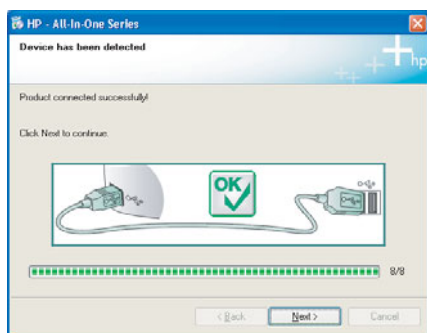 HP - All-In-One Series
Device has been detected
hp
Product connected successfully!
Click Next to continue.
OK
8/8
< Back
Next >
Cancel